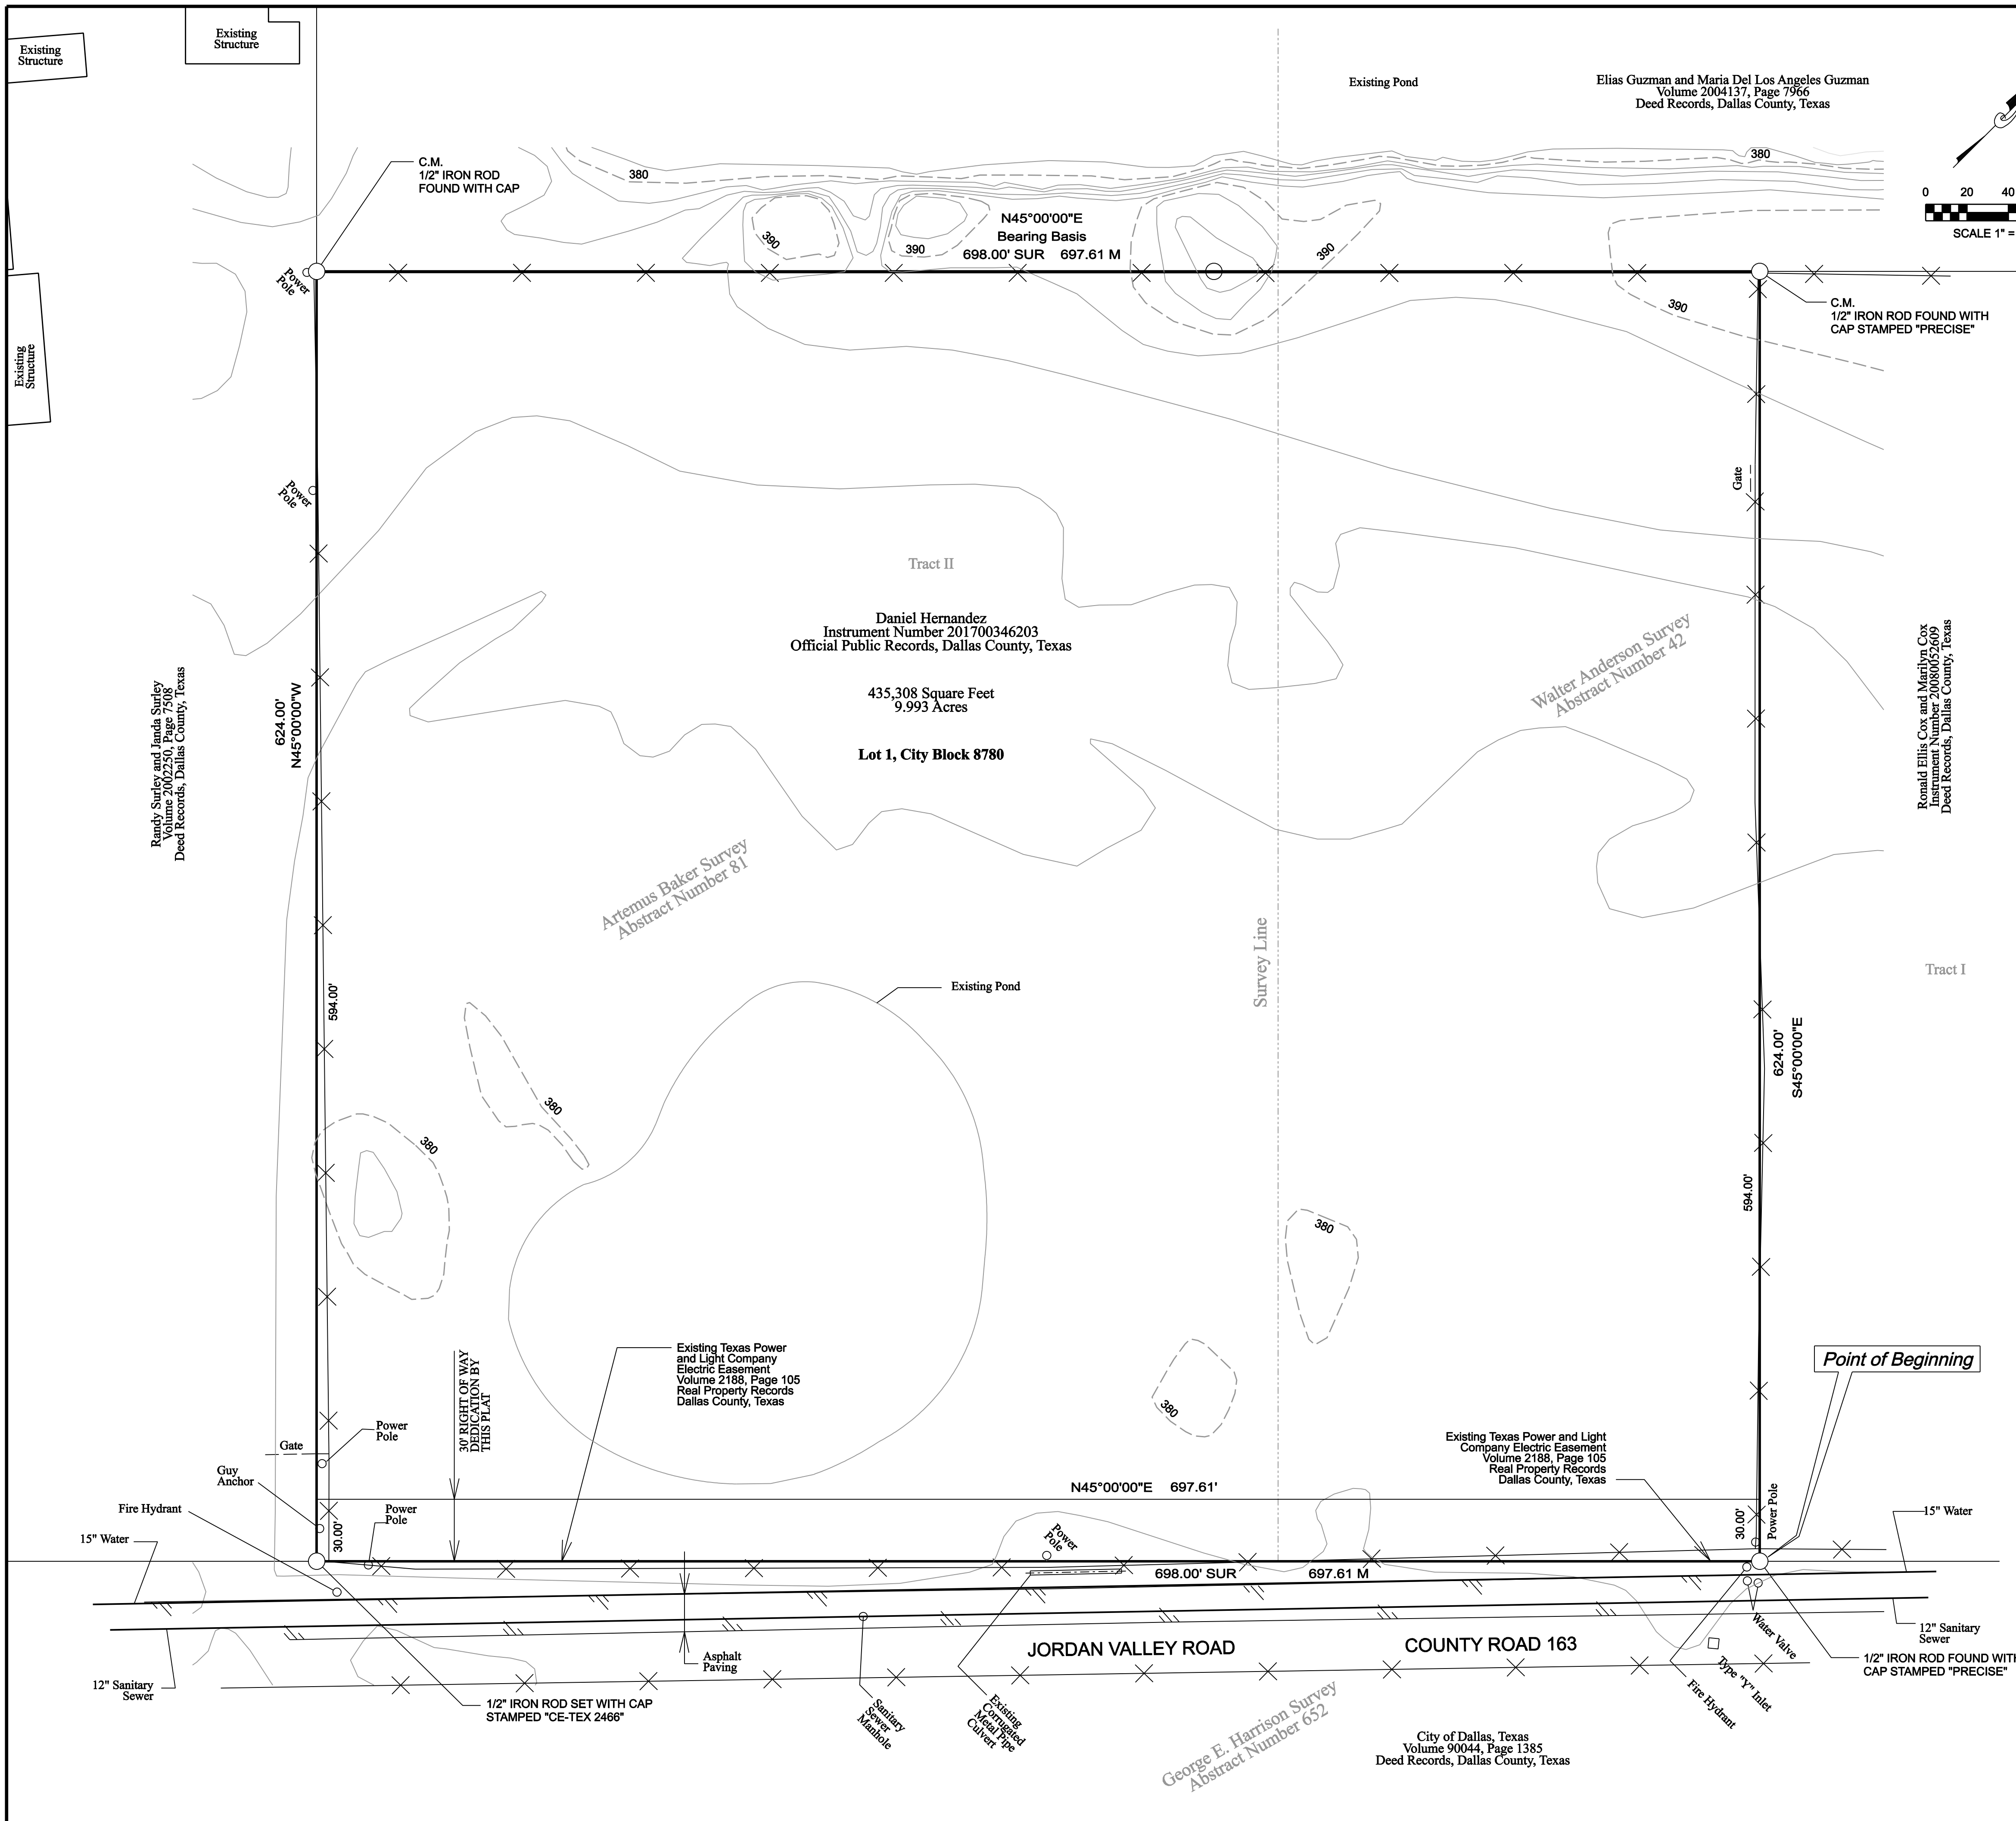 Existing
Structure
Existing
Structure
Existing Pond
Elias Guzman and Maria Del Los Angeles Guzman
Volume 2004137, Page 7966
Deed Records, Dallas County, Texas
C.M.
1/2" IRON ROD
FOUND WITH CAP
380
380
0 20 40
SCALE 1" =
390
390
390
N45°00'00"E
Bearing Basis
698.00' SUR 697.61 M
Power
Pole
390
C.M.
1/2" IRON ROD FOUND WITH
CAP STAMPED "PRECISE"
Existing
Structure
Power
Pole
Gate
Tract II
Daniel Hernandez
Instrument Number 201700346203
Official Public Records, Dallas County, Texas
435,308 Square Feet
9.993 Acres
Lot 1, City Block 8780
Walter Anderson Survey
Abstract Number 42
Randy Surley and Janda Surley
Volume 2002250, Page 7508
Deed Records, Dallas County, Texas
624.00'
N45°00'00"W
Ronald Ellis Cox and Marilyn Cox
Instrument Number 20080052609
Deed Records, Dallas County, Texas
Artemus Baker Survey
Abstract Number 81
Survey Line
Tract I
594.00'
Existing Pond
624.00'
S45°00'00"E
380
380
594.00'
380
380
Existing Texas Power
and Light Company
Electric Easement
Volume 2188, Page 105
Real Property Records
Dallas County, Texas
30' RIGHT OF WAY
DEDICATION BY
THIS PLAT
Point of Beginning
Power
Pole
Gate
Guy
Anchor
Existing Texas Power and Light
Company Electric Easement
Volume 2188, Page 105
Real Property Records
Dallas County, Texas
N45°00'00"E 697.61'
Fire Hydrant
Power
Pole
30.00'
Power
Pole
30.00'
Power Pole
15" Water
15" Water
698.00' SUR 697.61 M
JORDAN VALLEY ROAD COUNTY ROAD 163
Asphalt
Paving
Water Valve
12" Sanitary
Sewer
12" Sanitary
Sewer
Type "Y" Inlet
Fire Hydrant
1/2" IRON ROD FOUND WITH
CAP STAMPED "PRECISE"
1/2" IRON ROD SET WITH CAP
STAMPED "CE-TEX 2466"
Sanitary
Sewer
Manhole
Existing
Corrugated
Metal Pipe
Culvert
George E. Harrison Survey
Abstract Number 652
City of Dallas, Texas
Volume 90044, Page 1385
Deed Records, Dallas County, Texas